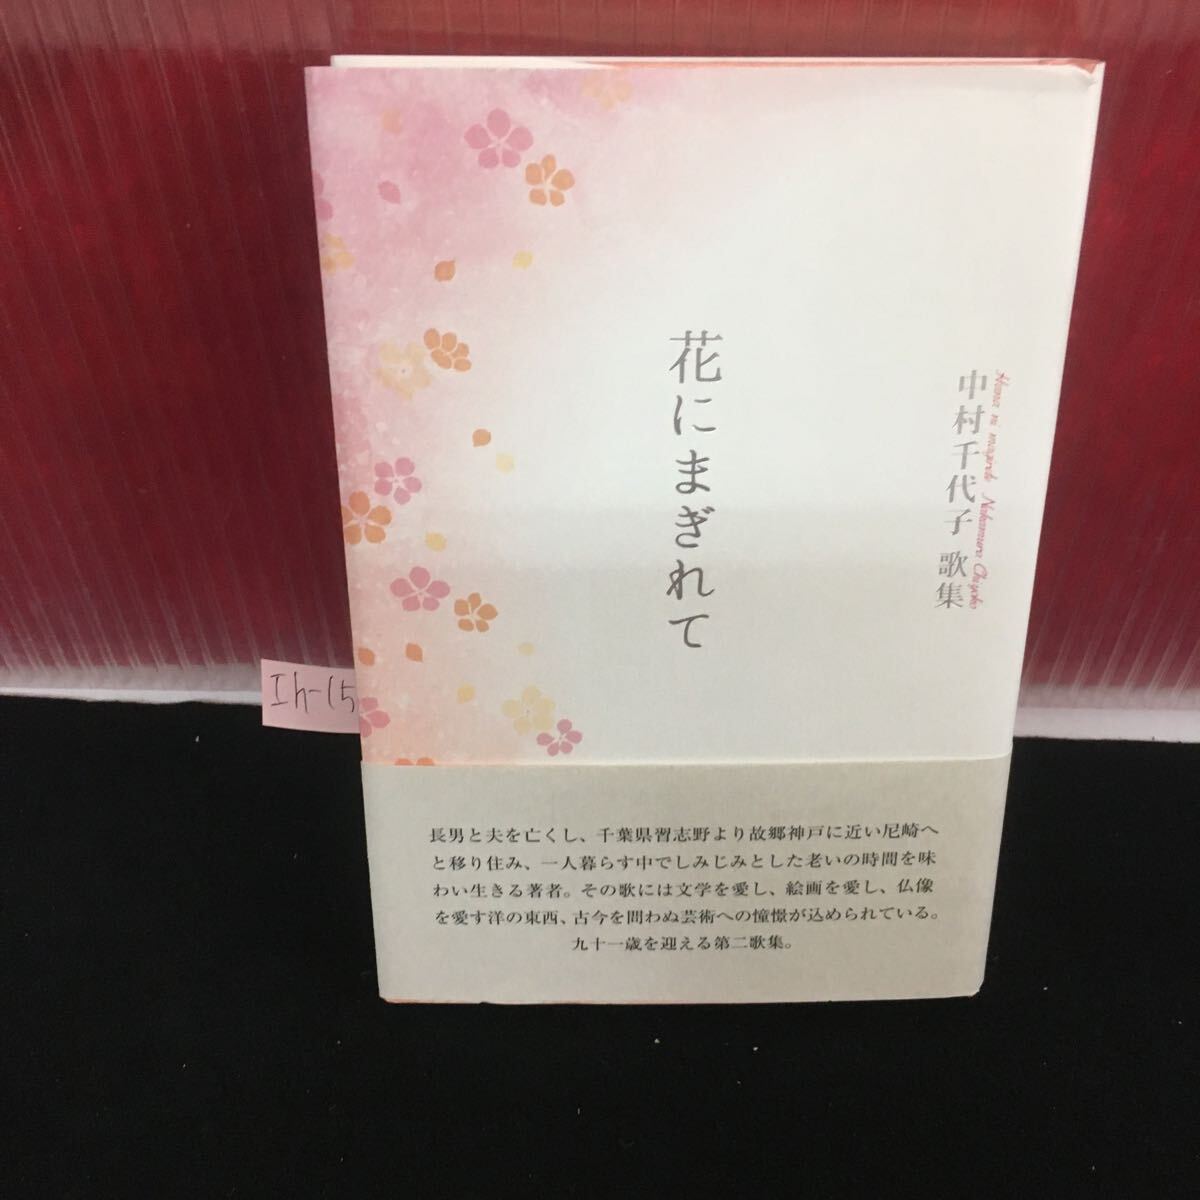 Hana ni magirete Nakamura Chiyoko
中村千代子 歌集
花にまぎれて
長男と夫を亡くし、千葉県習志野より故郷神戸に近い尼崎へ
と移り住み、一人暮らす中でしみじみとした老いの時間を味
わい生きる著者。その歌には文学を愛し、絵画を愛し、仏像
を愛す洋の東西、古今を問わぬ芸術への憧憬が込められている。
九十一歳を迎える第二歌集。
Ih-15